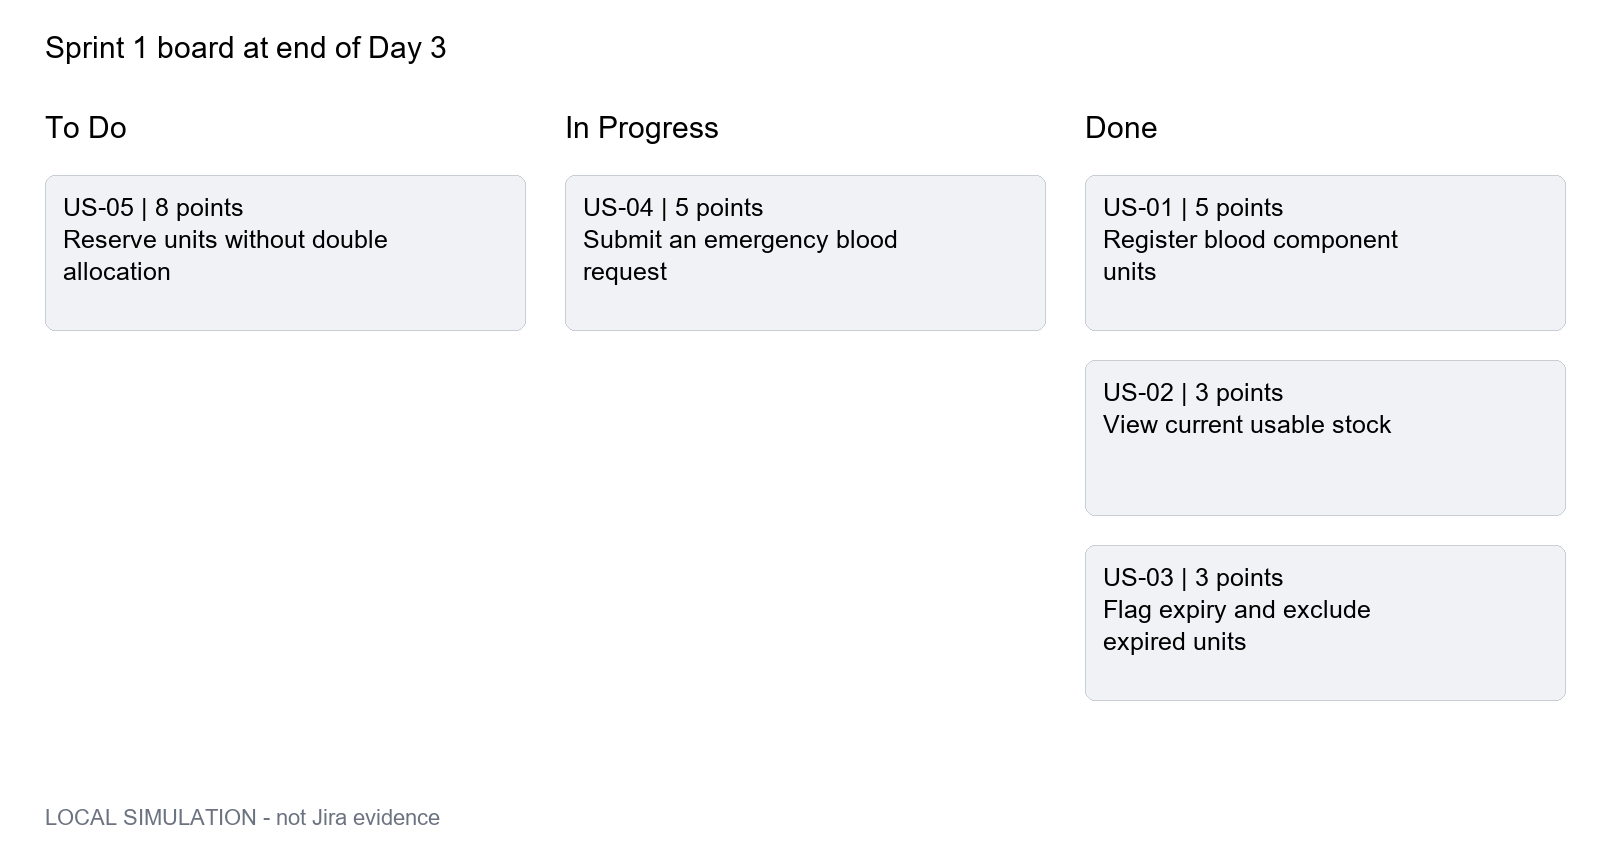 Sprint 1 board at end of Day 3
To Do
US-05 | 8 points
Reserve units without double
allocation
In Progress
US-04 | 5 points
Submit an emergency blood
request
Done
US-01 | 5 points
Register blood component
units
US-02 | 3 points
View current usable stock
US-03 | 3 points
Flag expiry and exclude
expired units
LOCAL SIMULATION - not Jira evidence